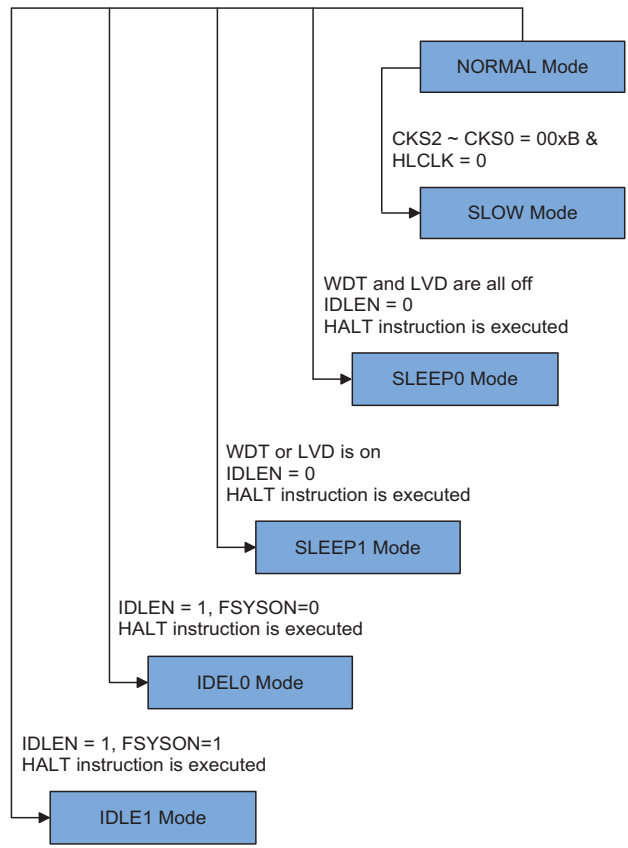 NORMAL Mode
CKS2 ~ CKS0 = 00xB &
HLCLK = 0
SLOW Mode
WDT and LVD are all off
IDLEN = 0
HALT instruction is executed
SLEEP0 Mode
WDT or LVD is on
IDLEN = 0
HALT instruction is executed
SLEEP1 Mode
IDLEN = 1, FSYSON=0
HALT instruction is executed
IDEL0 Mode
IDLEN = 1, FSYSON=1
HALT instruction is executed
IDLE1 Mode